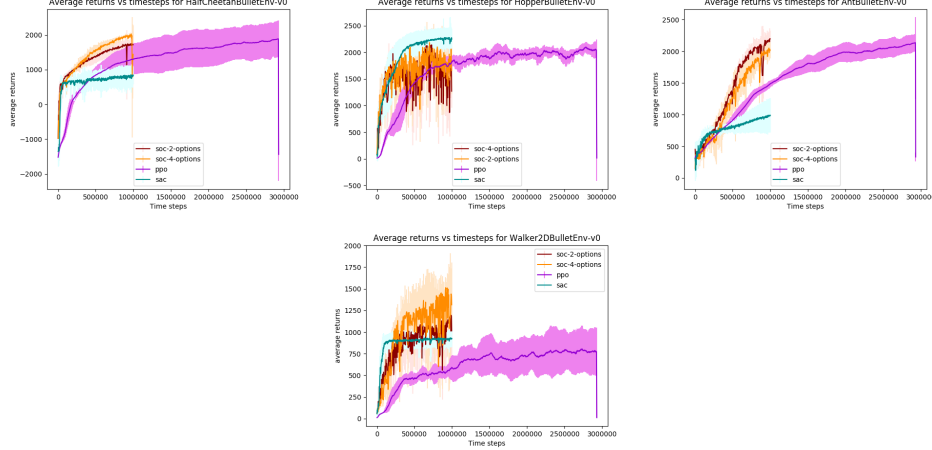 Average returns vs timesteps for HalfCheetahBulletEnv-v0
average returns
2000
1000
0
−1000
−2000
soc-2-options
soc-4-options
ppo
sac
0 500000 1000000 1500000 2000000 2500000 3000000
Time steps
Average returns vs timesteps for HopperBulletEnv-v0
average returns
2500
2000
1500
1000
500
0
−500
soc-4-options
soc-2-options
ppo
sac
0 500000 1000000 1500000 2000000 2500000 3000000
Time steps
Average returns vs timesteps for AntBulletEnv-v0
average returns
2500
2000
1500
1000
500
0
soc-2-options
soc-4-options
ppo
sac
0 500000 1000000 1500000 2000000 2500000 3000000
Time steps
Average returns vs timesteps for Walker2DBulletEnv-v0
average returns
2000
1750
1500
1250
1000
750
500
250
0
soc-2-options
soc-4-options
ppo
sac
0 500000 1000000 1500000 2000000 2500000 3000000
Time steps